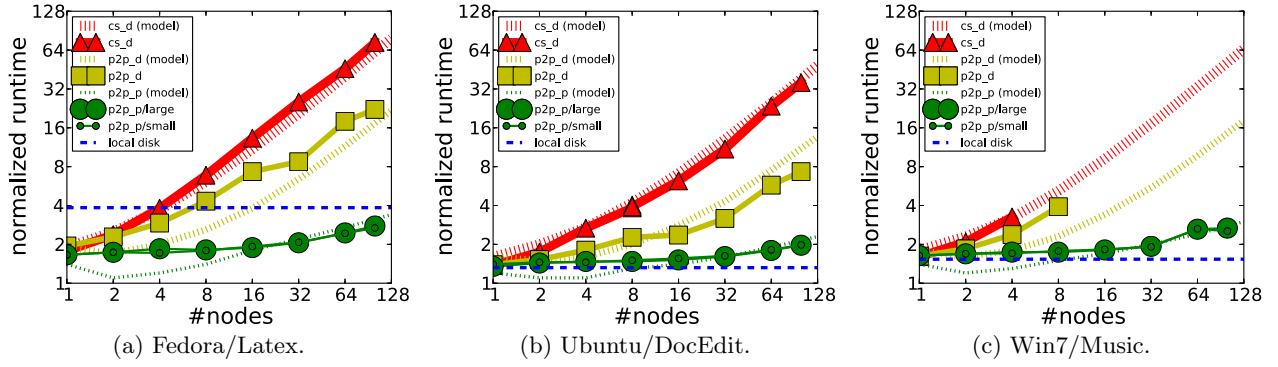 normalized runtime
128
64
32
16
8
4
2
1
cs_d (model)
cs_d
p2p_d (model)
p2p_d
p2p_p (model)
p2p_p/large
p2p_p/small
local disk
1 2 4 8 16 32 64 128
#nodes
(a) Fedora/Latex.
normalized runtime
128
64
32
16
8
4
2
1
cs_d (model)
cs_d
p2p_d (model)
p2p_d
p2p_p (model)
p2p_p/large
p2p_p/small
local disk
1 2 4 8 16 32 64 128
#nodes
(b) Ubuntu/DocEdit.
normalized runtime
128
64
32
16
8
4
2
1
cs_d (model)
cs_d
p2p_d (model)
p2p_d
p2p_p (model)
p2p_p/large
p2p_p/small
local disk
1 2 4 8 16 32 64 128
#nodes
(c) Win7/Music.